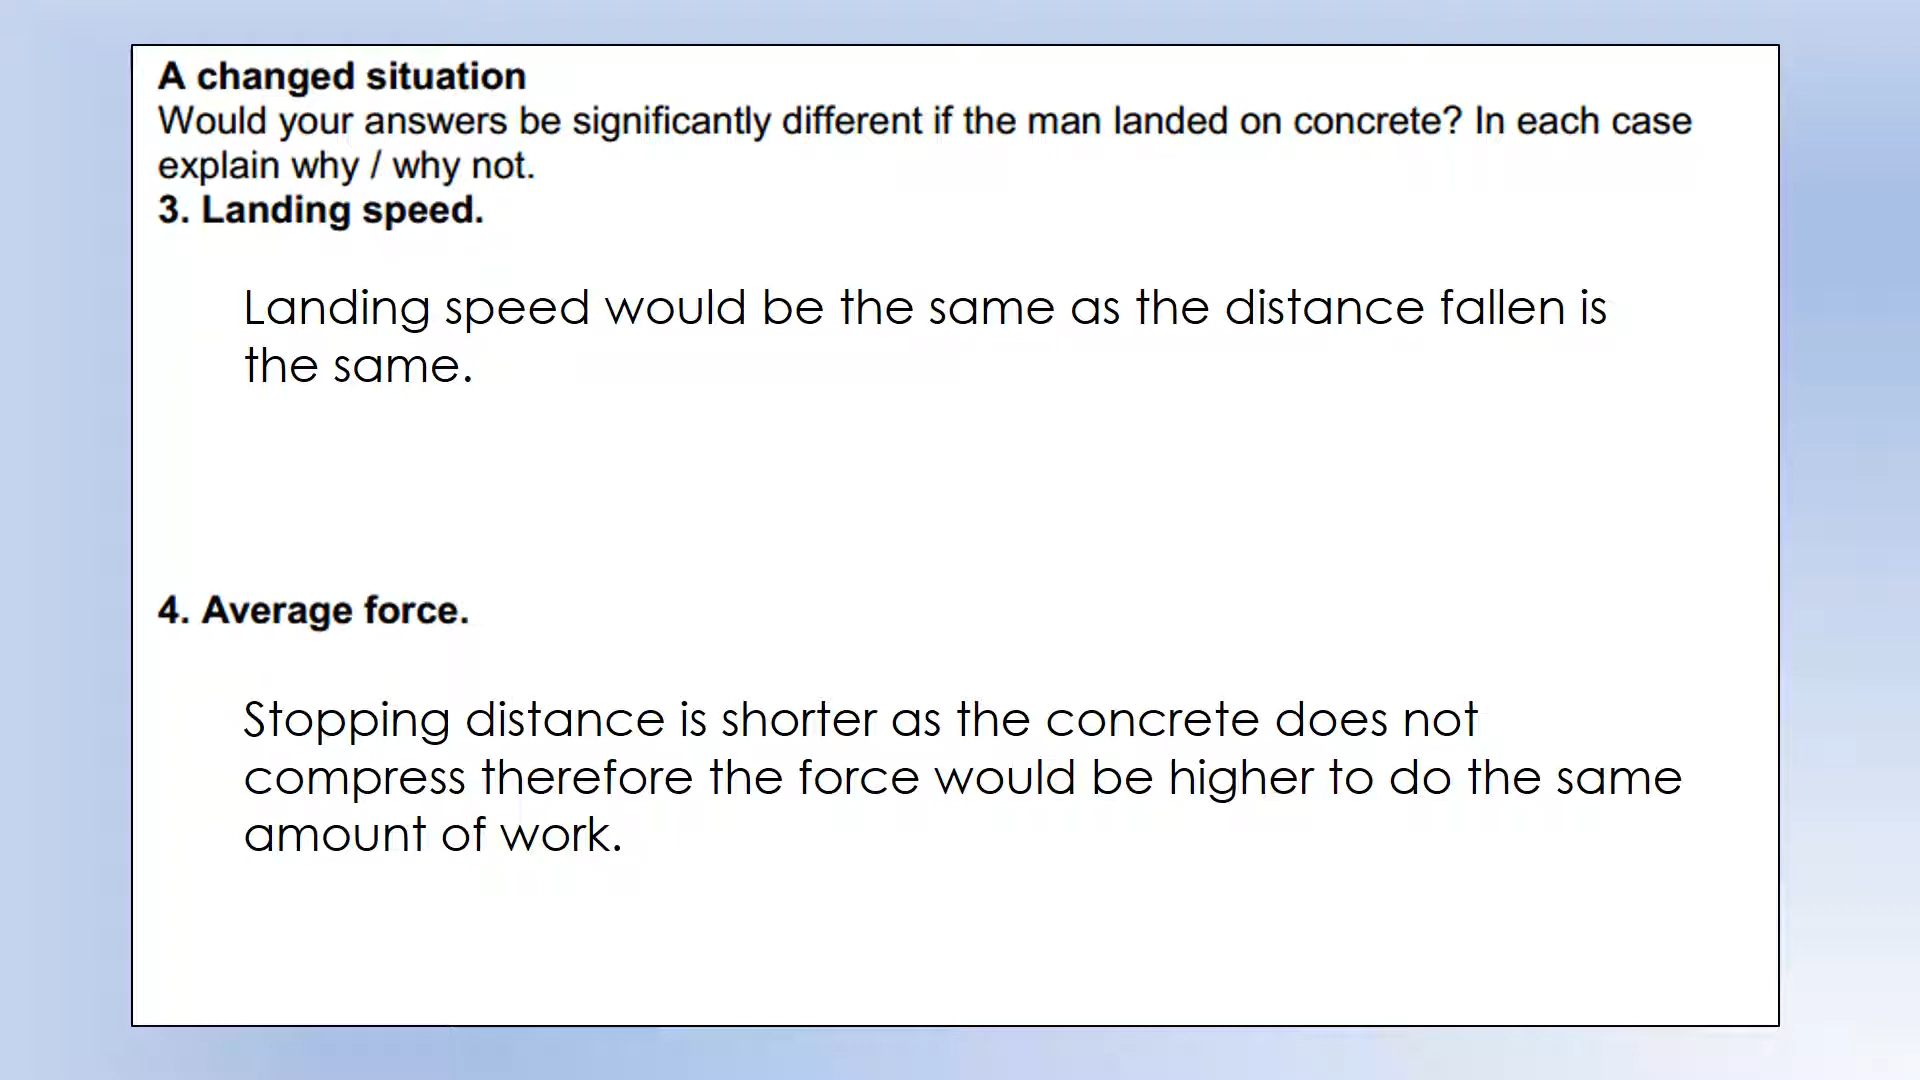 A changed situation
Would your answers be significantly different if the man landed on concrete? In each case
explain why / why not.
3. Landing speed.
Landing speed would be the same as the distance fallen is
the same.
4. Average force.
Stopping distance is shorter as the concrete does not
compress therefore the force would be higher to do the same
amount of work.